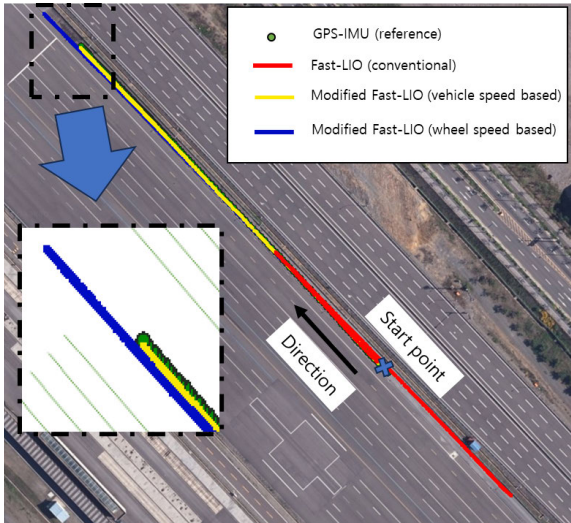 GPS-IMU (reference)
Fast-LIO (conventional)
Modified Fast-LIO (vehicle speed based)
Modified Fast-LIO (wheel speed based)
Start point
Direction